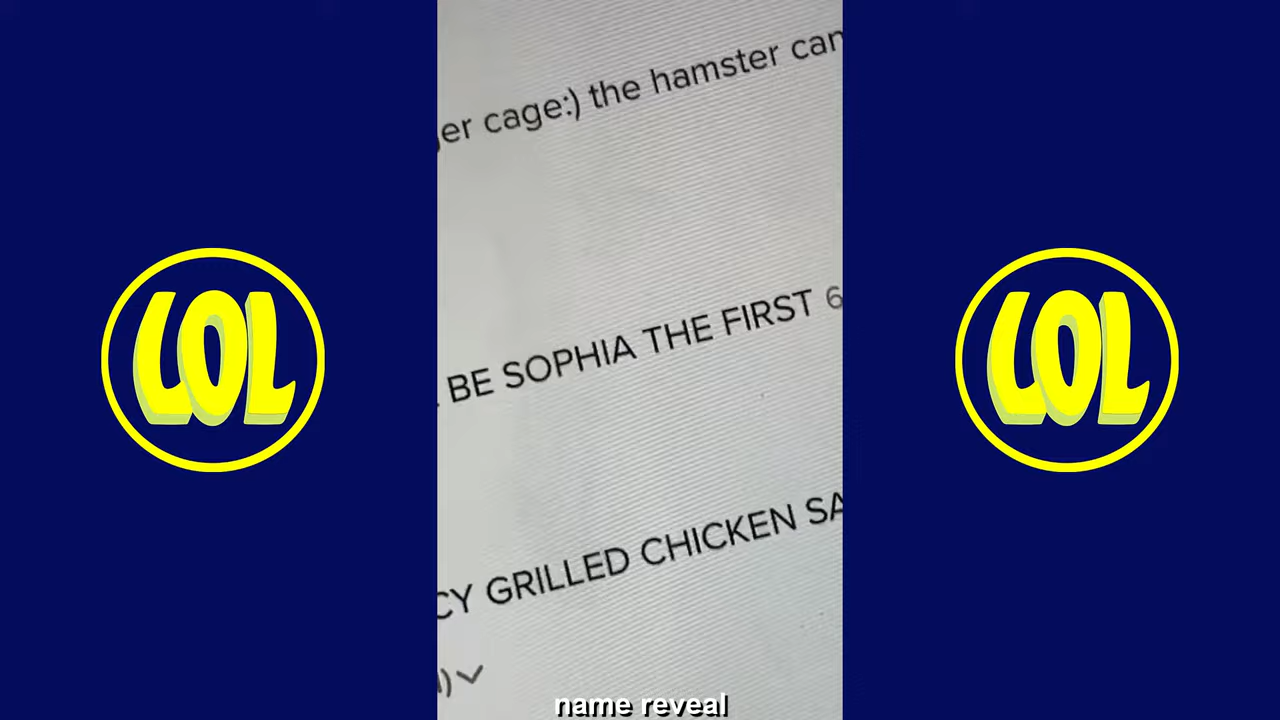 er cage:) the hamster can
BE SOPHIA THE FIRST 6
LOL
LOL
CY GRILLED CHICKEN SA
name reveal